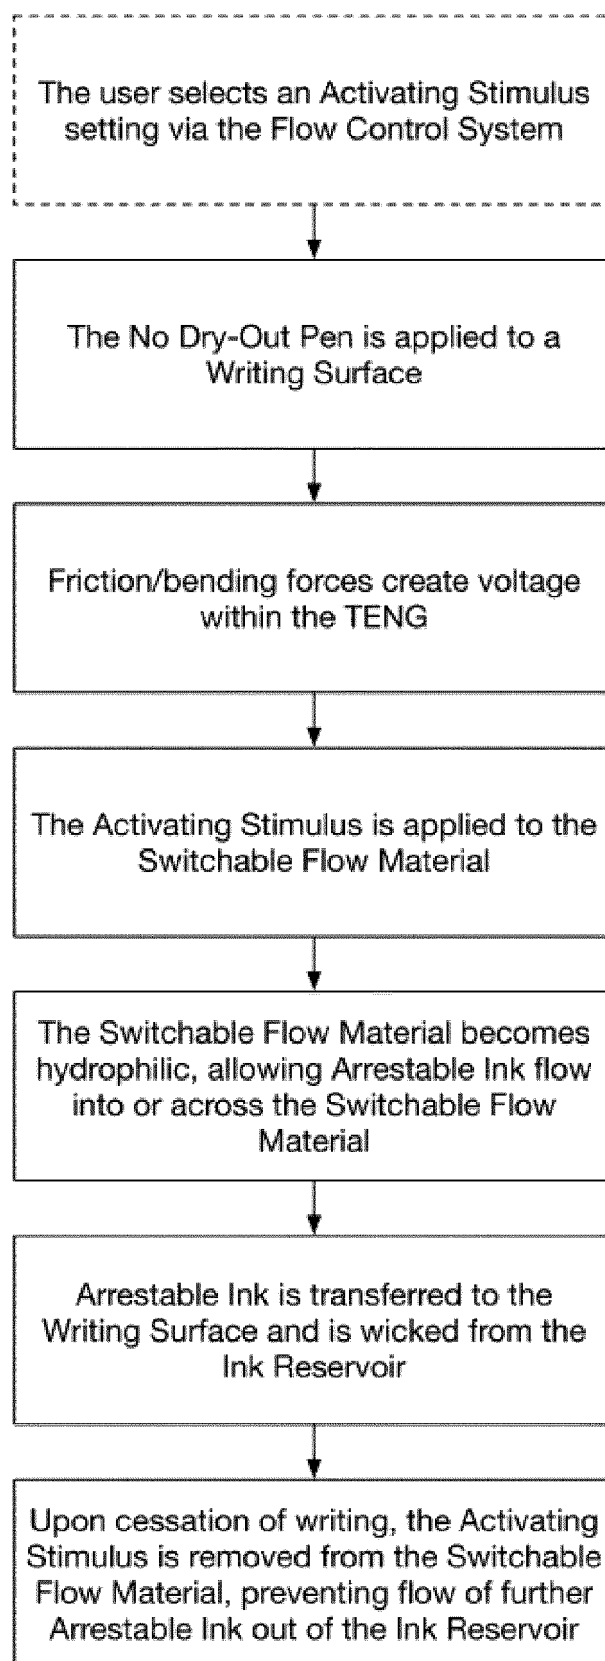 The user selects an Activating Stimulus
setting via the Flow Control System
The No Dry-Out Pen is applied to a
Writing Surface
Friction/bending forces create voltage
within the TENG
The Activating Stimulus is applied to the
Switchable Flow Material
The Switchable Flow Material becomes
hydrophilic, allowing Arrestable Ink flow
into or across the Switchable Flow
Material
Arrestable Ink is transferred to the
Writing Surface and is wicked from the
Ink Reservoir
Upon cessation of writing, the Activating
Stimulus is removed from the Switchable
Flow Material, preventing flow of further
Arrestable Ink out of the Ink Reservoir